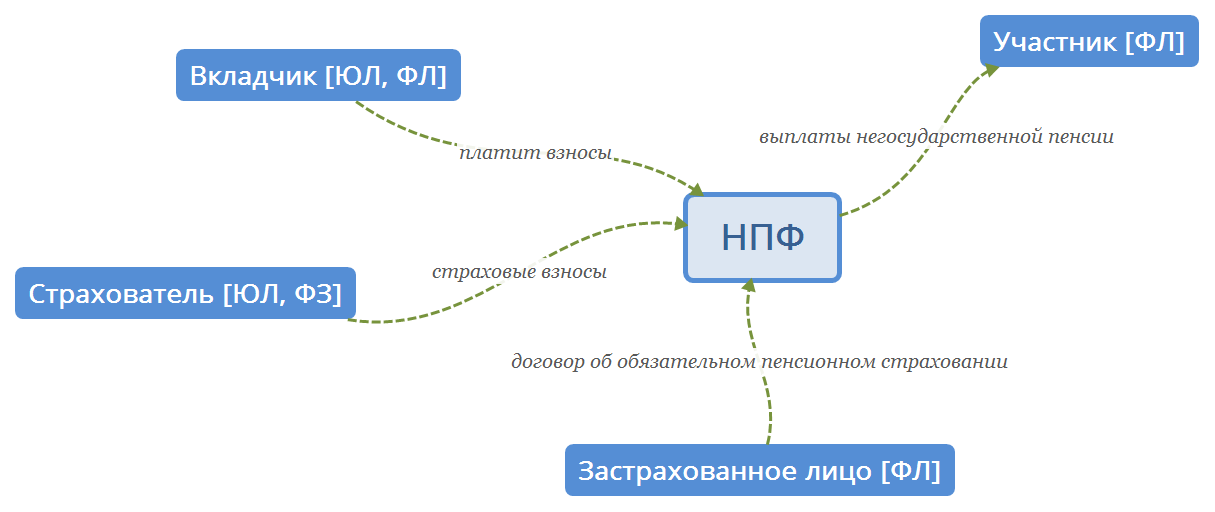 Участник [ФЛ]
Вкладчик [ЮЛ, ФЛ]
выплаты негосударственной пенсии
платит взносы
НПФ
страховые взносы
Страхователь [ЮЛ, ФЗ]
договор об обязательном пенсионном страховании
Застрахованное лицо [ФЛ]